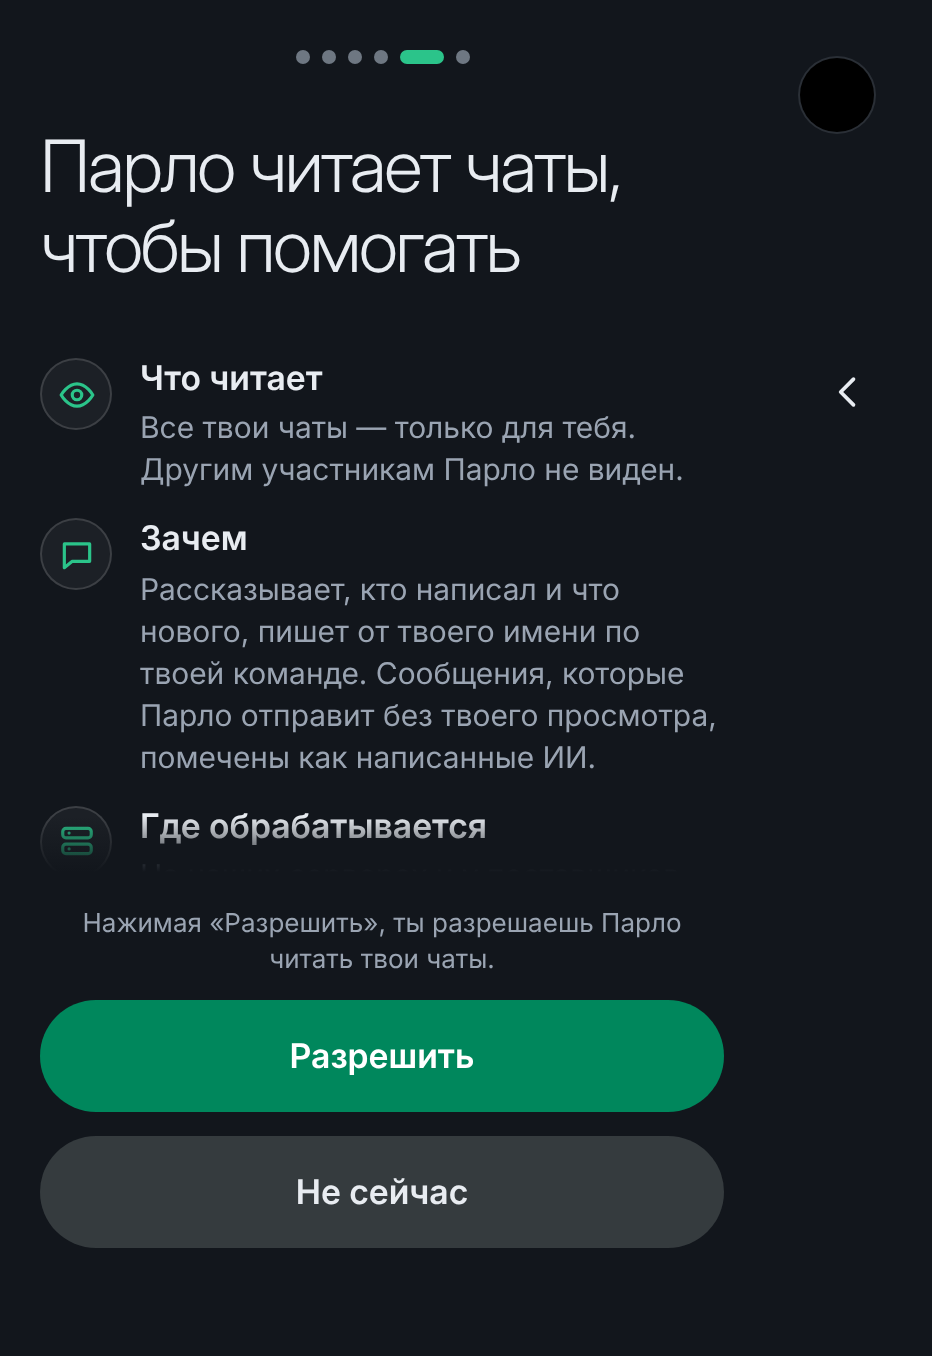 Парло читает чаты,
чтобы помогать
Что читает
Все твои чаты — только для тебя.
Другим участникам Парло не виден.
Зачем
Рассказывает, кто написал и что
нового, пишет от твоего имени по
твоей команде. Сообщения, которые
Парло отправит без твоего просмотра,
помечены как написанные ИИ.
Где обрабатывается
Нажимая «Разрешить», ты разрешаешь Парло
читать твои чаты.
Разрешить
Не сейчас